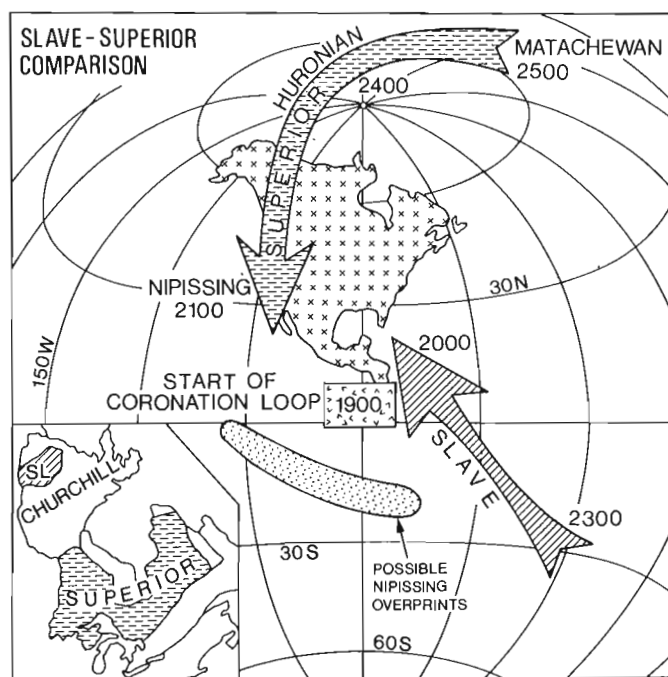 SLAVE-SUPERIOR
COMPARISON
MATACHEWAN
2500
HURONIAN
2400
SUPERIOR
NIPISSING
2100
30N
150W
2000
START OF
CORONATION LOOP
1900
SLAVE
2300
SL
CHURCHILL
SUPERIOR
30S
POSSIBLE
NIPISSING
OVERPRINTS
60S